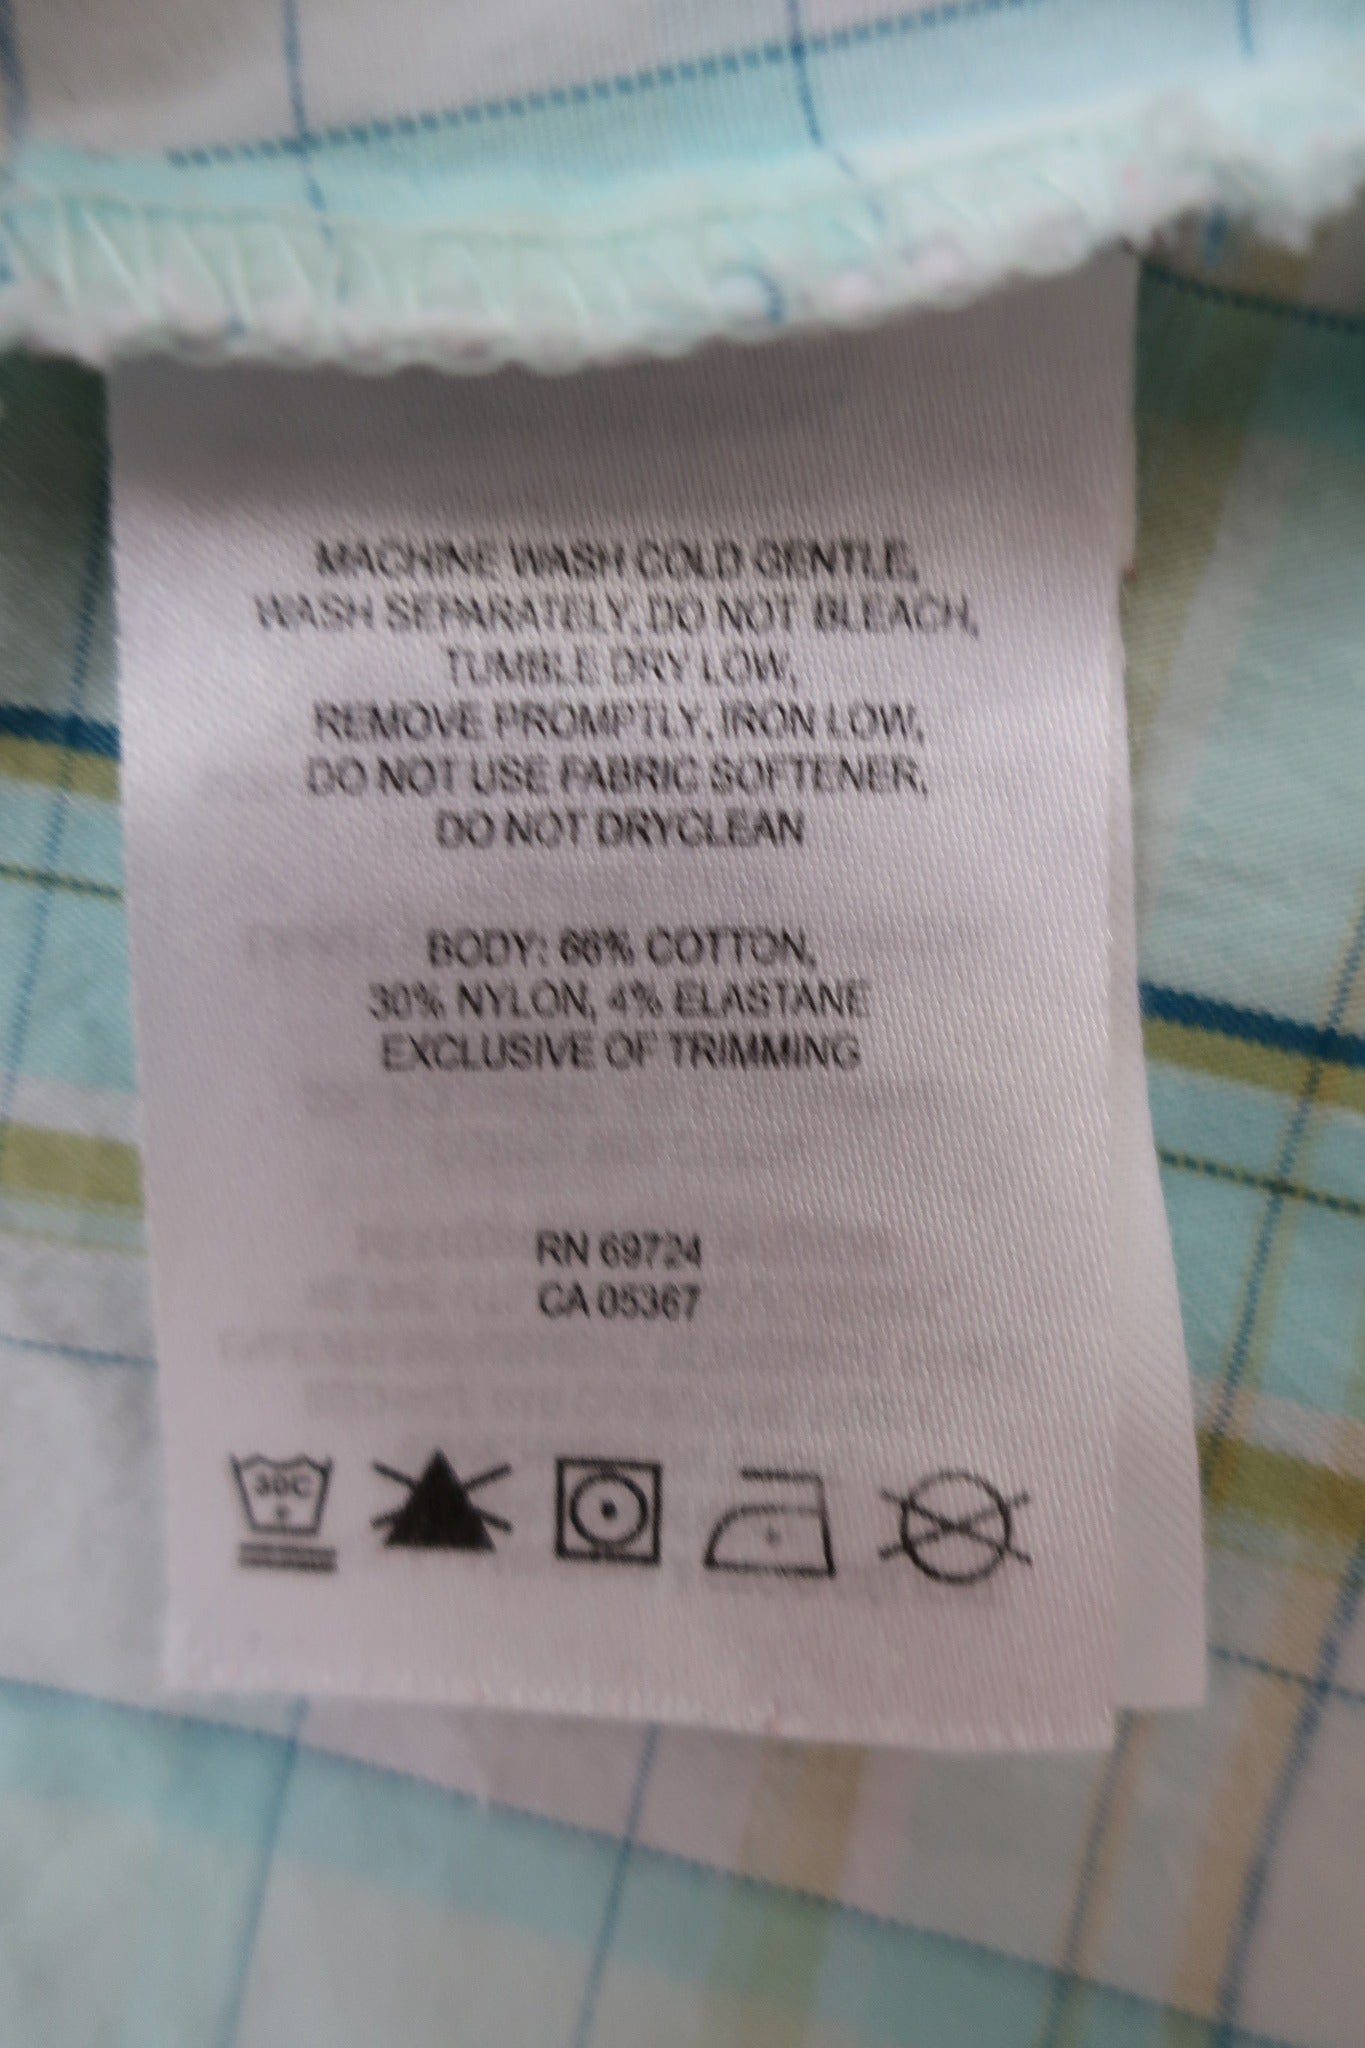 MACHINE WASH COLD GENTLE,
WASH SEPARATELY, DO NOT BLEACH,
TUMBLE DRY LOW,
REMOVE PROMPTLY, IRON LOW,
DO NOT USE FABRIC SOFTENER,
DO NOT DRYCLEAN
BODY: 66% COTTON,
30% NYLON, 4% ELASTANE
EXCLUSIVE OF TRIMMING
RN 69724
CA 05367
30C